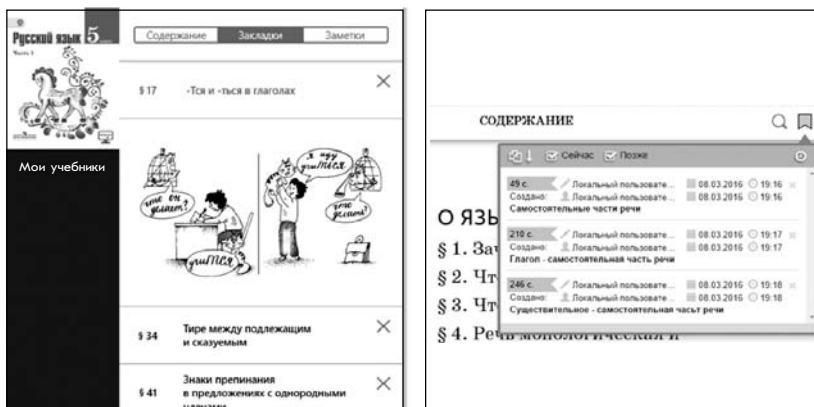 Русский язык 5
Часть 1
Мои учебники
Содержание Закладки Заметки
§ 17 -Тся и -ться в глаголах
что он делает?
учиТЬСЯ
я иду учиТЬСЯ
что делать?
§ 34 Тире между подлежащим
и сказуемым
§ 41 Знаки препинания
в предложениях с однородными
членами
СОДЕРЖАНИЕ
Сейчас Позже
49 с. Локальный пользовате... 08.03.2016 19:16
Создано: Локальный пользовате... 08.03.2016 19:16
Самостоятельные части речи
210 с. Локальный пользовате... 08.03.2016 19:17
Создано: Локальный пользовате... 08.03.2016 19:17
Глагол - самостоятельная часть речи
246 с. Локальный пользовате... 08.03.2016 19:18
Создано: Локальный пользовате... 08.03.2016 19:18
Существительное - самостоятельная часьт речи
О ЯЗЫ
§ 1. Зач
§ 2. Чт
§ 3. Чт
§ 4. Речь монологическая и